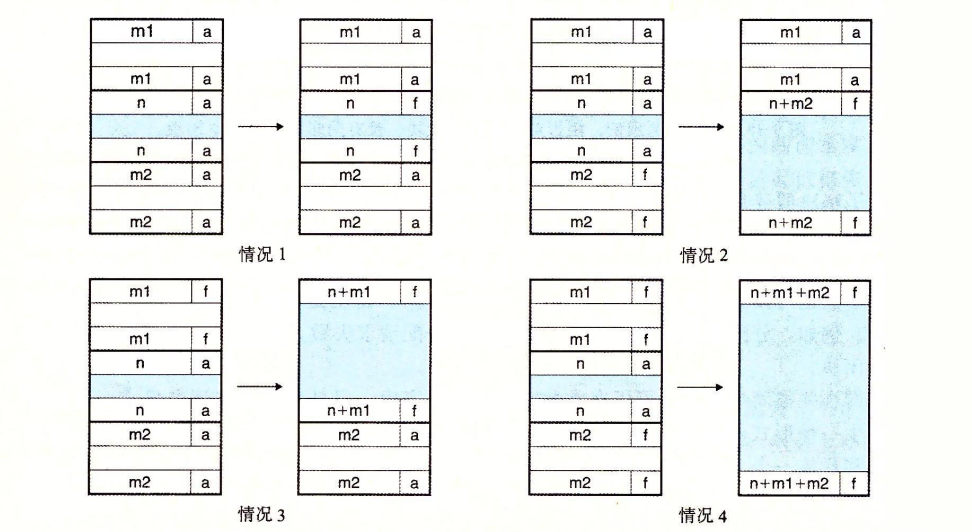 m1 a m1 a
m1 a m1 a
n a n f
n a n f
m2 a m2 a
m2 a m2 a
情况 1
m1 a m1 a
m1 a m1 a
n a n+m2 f
n a
m2 f
m2 f n+m2 f
情况 2
m1 f n+m1 f
m1 f
n a
n a n+m1 f
m2 a m2 a
m2 a m2 a
情况 3
m1 f n+m1+m2 f
m1 f
n a
n a
m2 f
m2 f n+m1+m2 f
情况 4